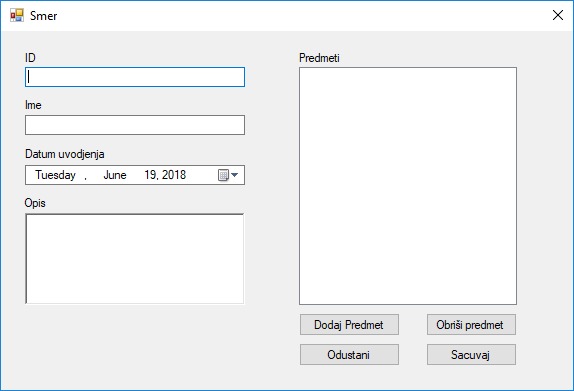 Smer
ID
Ime
Datum uvodjenja
Tuesday , June 19, 2018
Opis
Predmeti
Dodaj Predmet
Obriši predmet
Odustani
Sacuvaj